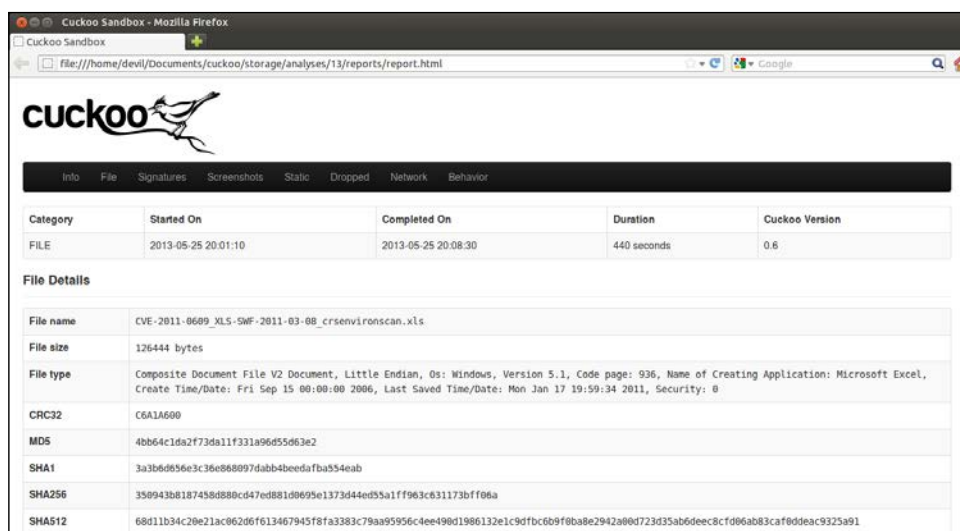 Cuckoo Sandbox - Mozilla Firefox
Cuckoo Sandbox
file:///home/devil/Documents/cuckoo/storage/analyses/13/reports/report.html
Google
cuckoo
Info File Signatures Screenshots Static Dropped Network Behavior
Category Started On Completed On Duration Cuckoo Version
FILE 2013-05-25 20:01:10 2013-05-25 20:08:30 440 seconds 0.6
File Details
File name CVE-2011-0609_XLS-SWF-2011-03-08_crsenvironscan.xls
File size 126444 bytes
File type Composite Document File V2 Document, Little Endian, Os: Windows, Version 5.1, Code page: 936, Name of Creating Application: Microsoft Excel,
Create Time/Date: Fri Sep 15 00:00:00 2006, Last Saved Time/Date: Mon Jan 17 19:59:34 2011, Security: 0
CRC32 C6A1A600
MD5 4bb64c1da2f73da11f331a96d55d63e2
SHA1 3a3b6d656e3c36e868097dabb4beedafba554eab
SHA256 350943b8187458d880cd47ed881d0695e1373d44ed55a1ff963c631173bff06a
SHA512 68d11b34c20e21ac062d6f613467945f8fa3383c79aa95956c4ee490d1986132e1c9dfbc6b9f0ba8e2942a00d723d35ab6deec8cfd06ab83caf0ddeac9325a91